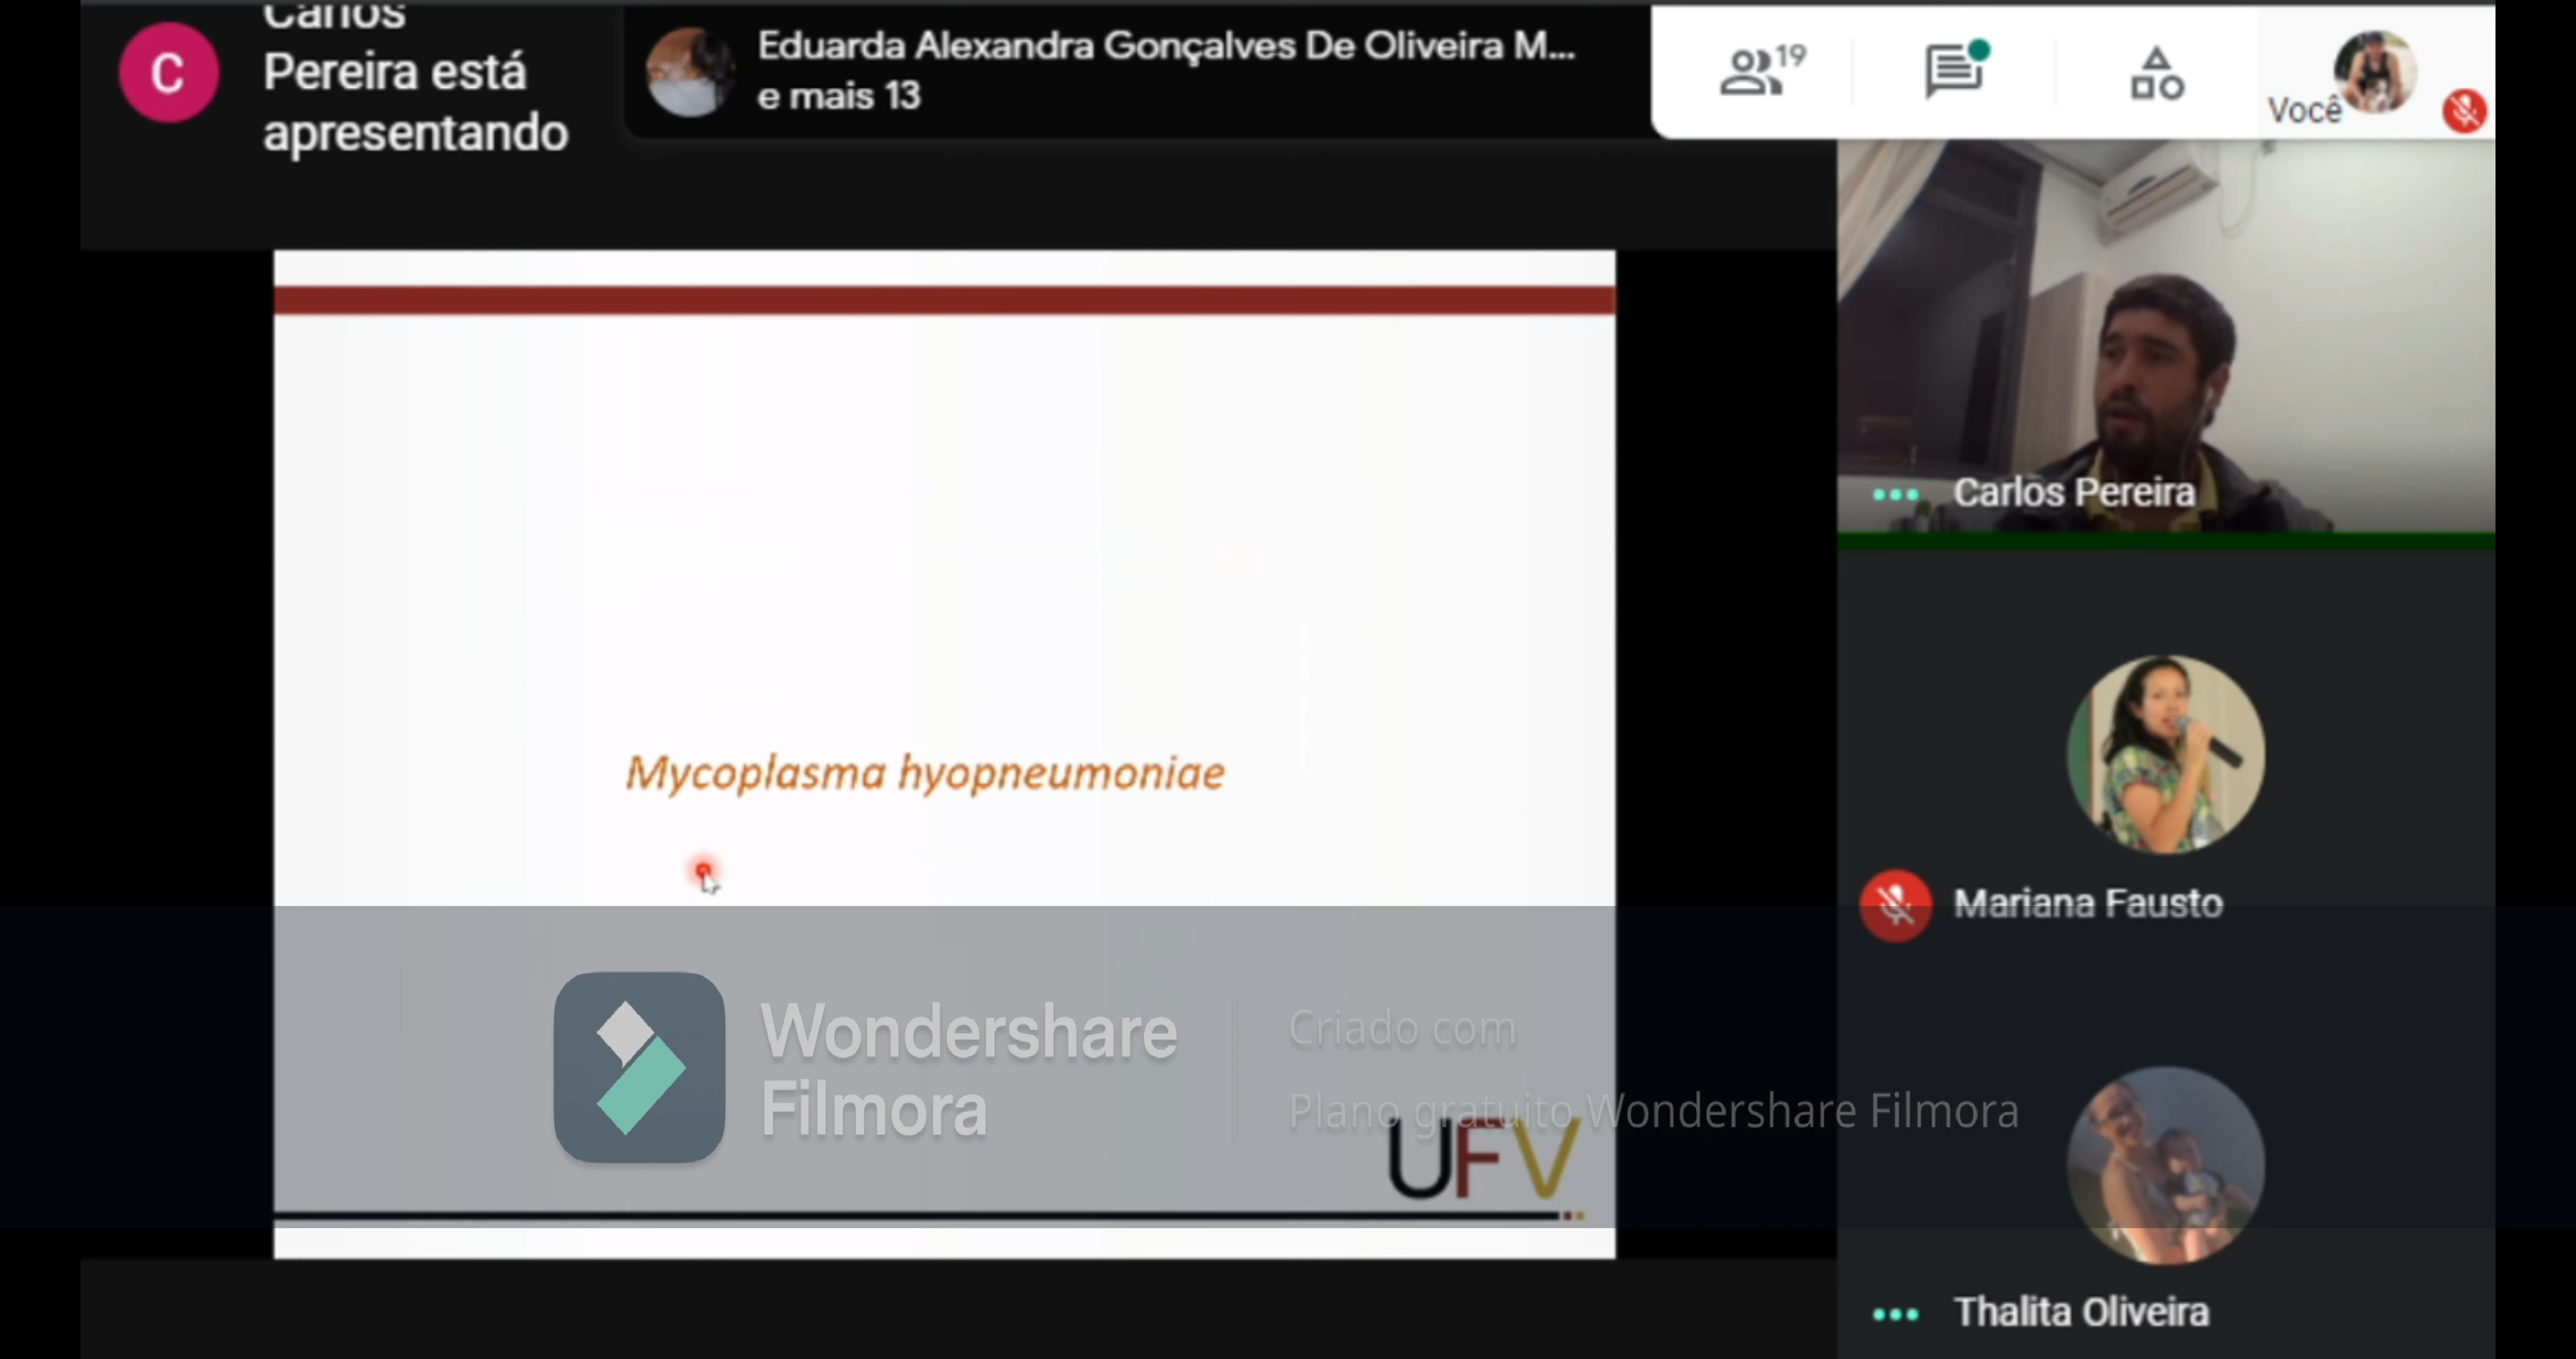 Carlos
Pereira está
apresentando
C
Eduarda Alexandra Gonçalves De Oliveira M...
e mais 13
19
Você
Carlos Pereira
Mycoplasma hyopneumoniae
Mariana Fausto
Wondershare
Filmora
Criado com
Plano gratuito Wondershare Filmora
UFV
Thalita Oliveira